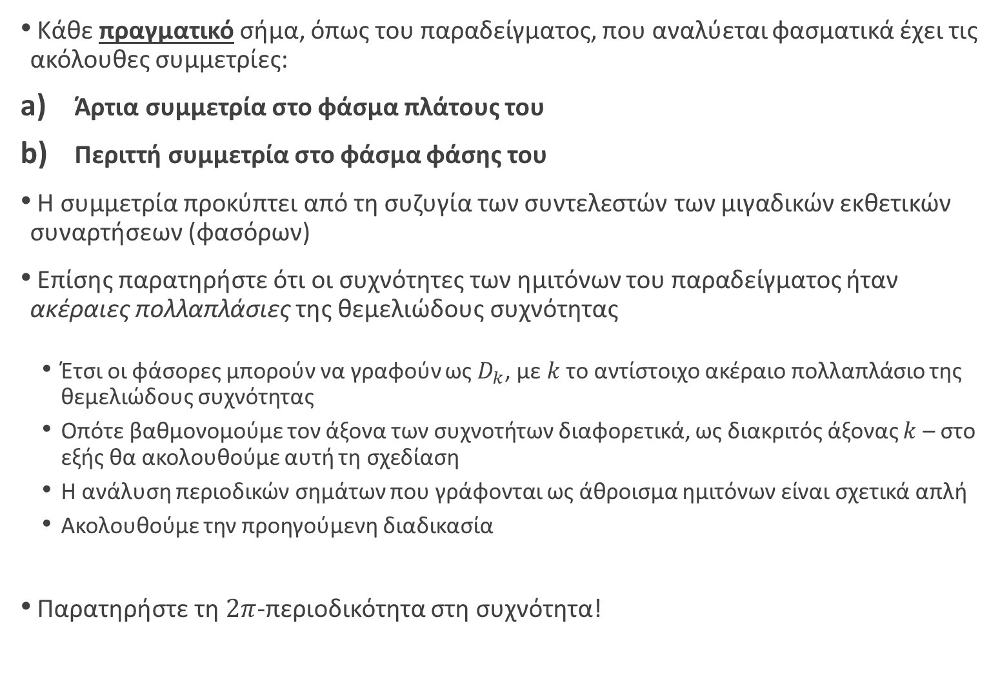 • Κάθε πραγματικό σήμα, όπως του παραδείγματος, που αναλύεται φασματικά έχει τις
ακόλουθες συμμετρίες:
a) Άρτια συμμετρία στο φάσμα πλάτους του
b) Περιττή συμμετρία στο φάσμα φάσης του
• Η συμμετρία προκύπτει από τη συζυγία των συντελεστών των μιγαδικών εκθετικών
συναρτήσεων (φασόρων)
• Επίσης παρατηρήστε ότι οι συχνότητες των ημιτόνων του παραδείγματος ήταν
ακέραιες πολλαπλάσιες της θεμελιώδους συχνότητας
• Έτσι οι φάσορες μπορούν να γραφούν ως D_k, με k το αντίστοιχο ακέραιο πολλαπλάσιο της
θεμελιώδους συχνότητας
• Οπότε βαθμονομούμε τον άξονα των συχνοτήτων διαφορετικά, ως διακριτός άξονας k – στο
εξής θα ακολουθούμε αυτή τη σχεδίαση
• Η ανάλυση περιοδικών σημάτων που γράφονται ως άθροισμα ημιτόνων είναι σχετικά απλή
• Ακολουθούμε την προηγούμενη διαδικασία
• Παρατηρήστε τη 2π-περιοδικότητα στη συχνότητα!